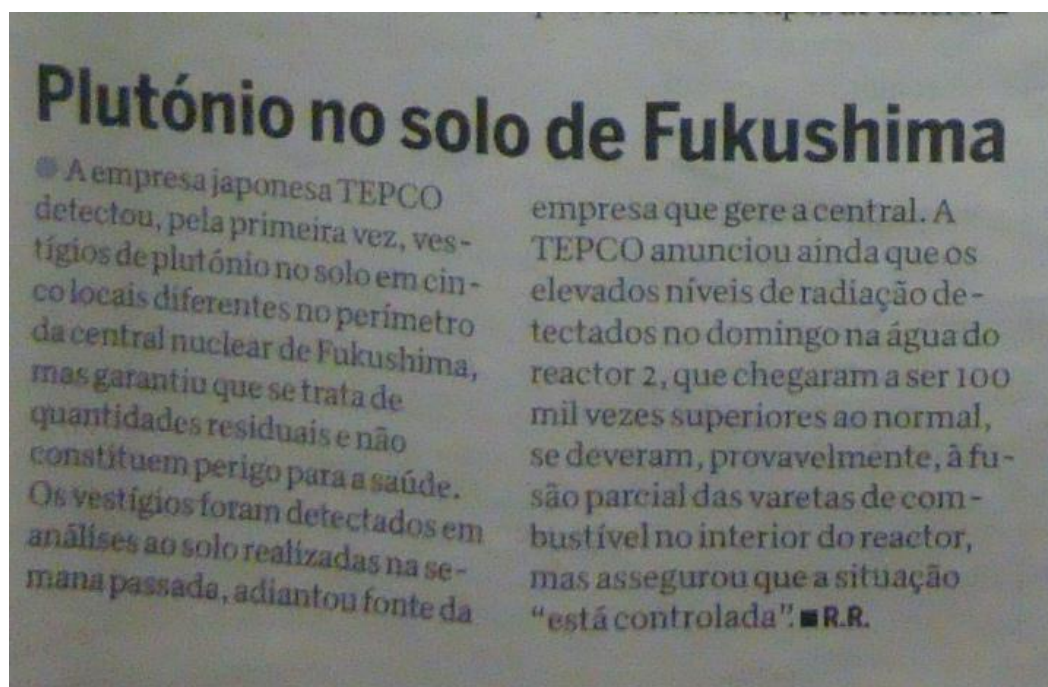 Plutónio no solo de Fukushima
A empresa japonesa TEPCO
detectou, pela primeira vez, ves-
tígios de plutónio no solo em cin-
co locais diferentes no perímetro
da central nuclear de Fukushima,
mas garantiu que se trata de
quantidades residuais e não
constituem perigo para a saúde.
Os vestígios foram detectados em
análises ao solo realizadas na se-
mana passada, adiantou fonte da
empresa que gere a central. A
TEPCO anunciou ainda que os
elevados níveis de radiação de-
tectados no domingo na água do
reactor 2, que chegaram a ser 100
mil vezes superiores ao normal,
se deveram, provavelmente, à fu-
são parcial das varetas de com-
bustível no interior do reactor,
mas assegurou que a situação
“está controlada”. ■ R.R.